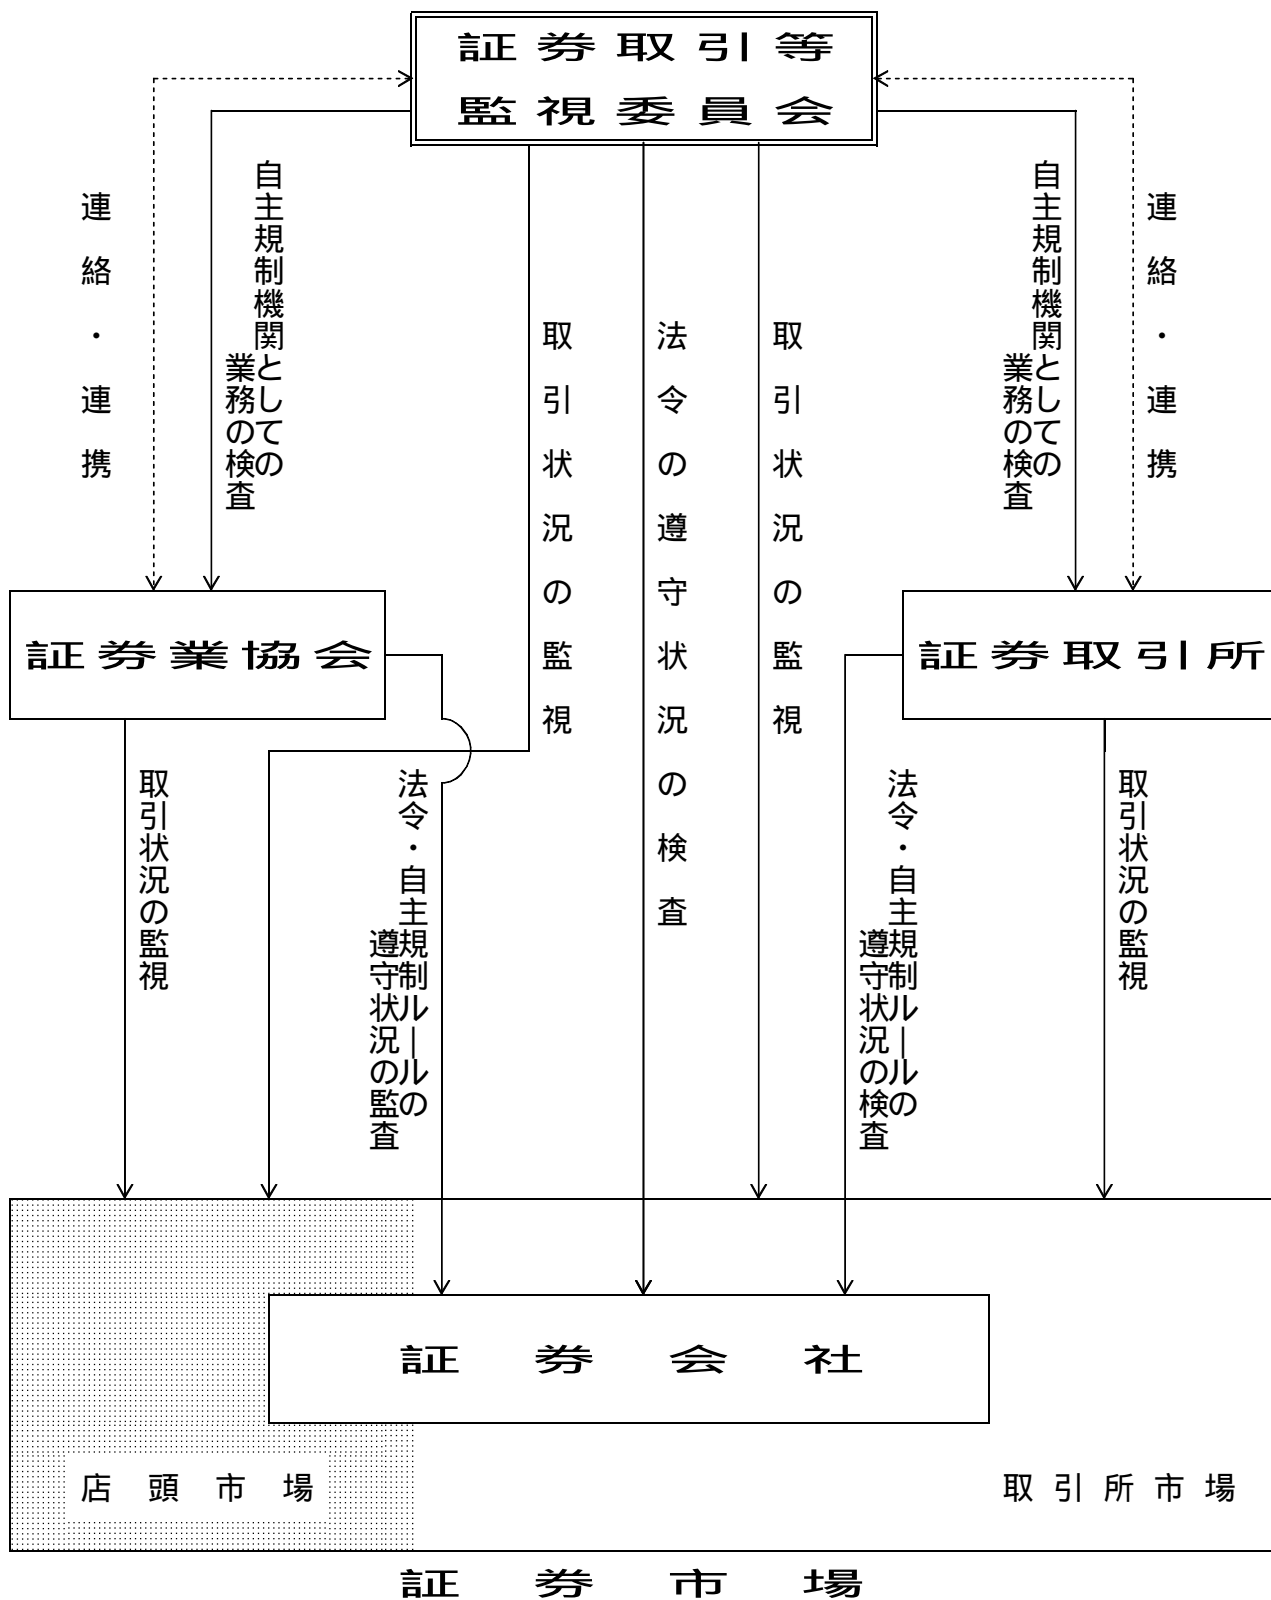 証券取引等
監視委員会
連絡・連携
自主規制機関としての
業務の検査
取引状況の監視
法令の遵守状況の検査
取引状況の監視
自主規制機関としての
業務の検査
連絡・連携
証券業協会
証券取引所
取引状況の監視
法令・自主規制ルールの
遵守状況の監査
法令・自主規制ルールの
遵守状況の検査
取引状況の監視
証券会社
店頭市場
取引所市場
証券市場